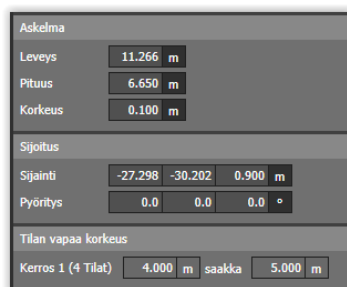 Askelma
Leveys 11.266 m
Pituus 6.650 m
Korkeus 0.100 m
Sijoitus
Sijainti -27.298 -30.202 0.900 m
Pyöritys 0.0 0.0 0.0 °
Tilan vapaa korkeus
Kerros 1 (4 Tilat) 4.000 m saakka 5.000 m